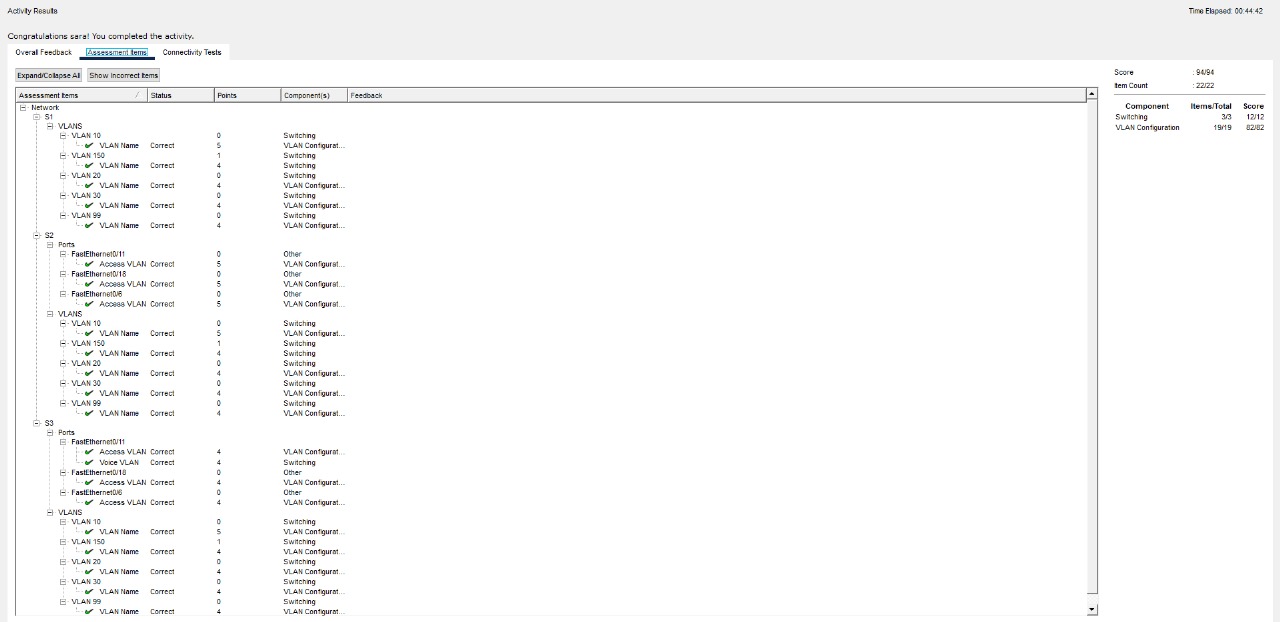 Activity Results
Time Elapsed: 00:44:42
Congratulations sara! You completed the activity.
Overall Feedback Assessment Items Connectivity Tests
Expand/Collapse All Show Incorrect Items
Assessment Items Status Points Component(s) Feedback
Network
S1
VLANS
VLAN 10 0 Switching
VLAN Name Correct 5 VLAN Configurat...
VLAN 150 1 Switching
VLAN Name Correct 4 Switching
VLAN 20 0 Switching
VLAN Name Correct 4 VLAN Configurat...
VLAN 30 0 Switching
VLAN Name Correct 4 VLAN Configurat...
VLAN 99 0 Switching
VLAN Name Correct 4 VLAN Configurat...
S2
Ports
FastEthernet0/11 0 Other
Access VLAN Correct 5 VLAN Configurat...
FastEthernet0/18 0 Other
Access VLAN Correct 5 VLAN Configurat...
FastEthernet0/6 0 Other
Access VLAN Correct 5 VLAN Configurat...
VLANS
VLAN 10 0 Switching
VLAN Name Correct 5 VLAN Configurat...
VLAN 150 1 Switching
VLAN Name Correct 4 Switching
VLAN 20 0 Switching
VLAN Name Correct 4 VLAN Configurat...
VLAN 30 0 Switching
VLAN Name Correct 4 VLAN Configurat...
VLAN 99 0 Switching
VLAN Name Correct 4 VLAN Configurat...
S3
Ports
FastEthernet0/11
Access VLAN Correct 4 VLAN Configurat...
Voice VLAN Correct 4 Switching
FastEthernet0/18 0 Other
Access VLAN Correct 4 VLAN Configurat...
FastEthernet0/6 0 Other
Access VLAN Correct 4 VLAN Configurat...
VLANS
VLAN 10 0 Switching
VLAN Name Correct 5 VLAN Configurat...
VLAN 150 1 Switching
VLAN Name Correct 4 VLAN Configurat...
VLAN 20 0 Switching
VLAN Name Correct 4 VLAN Configurat...
VLAN 30 0 Switching
VLAN Name Correct 4 VLAN Configurat...
VLAN 99 0 Switching
VLAN Name Correct 4 VLAN Configurat...
Score : 94/94
Item Count : 22/22
Component Items/Total Score
Switching 3/3 12/12
VLAN Configuration 19/19 82/82